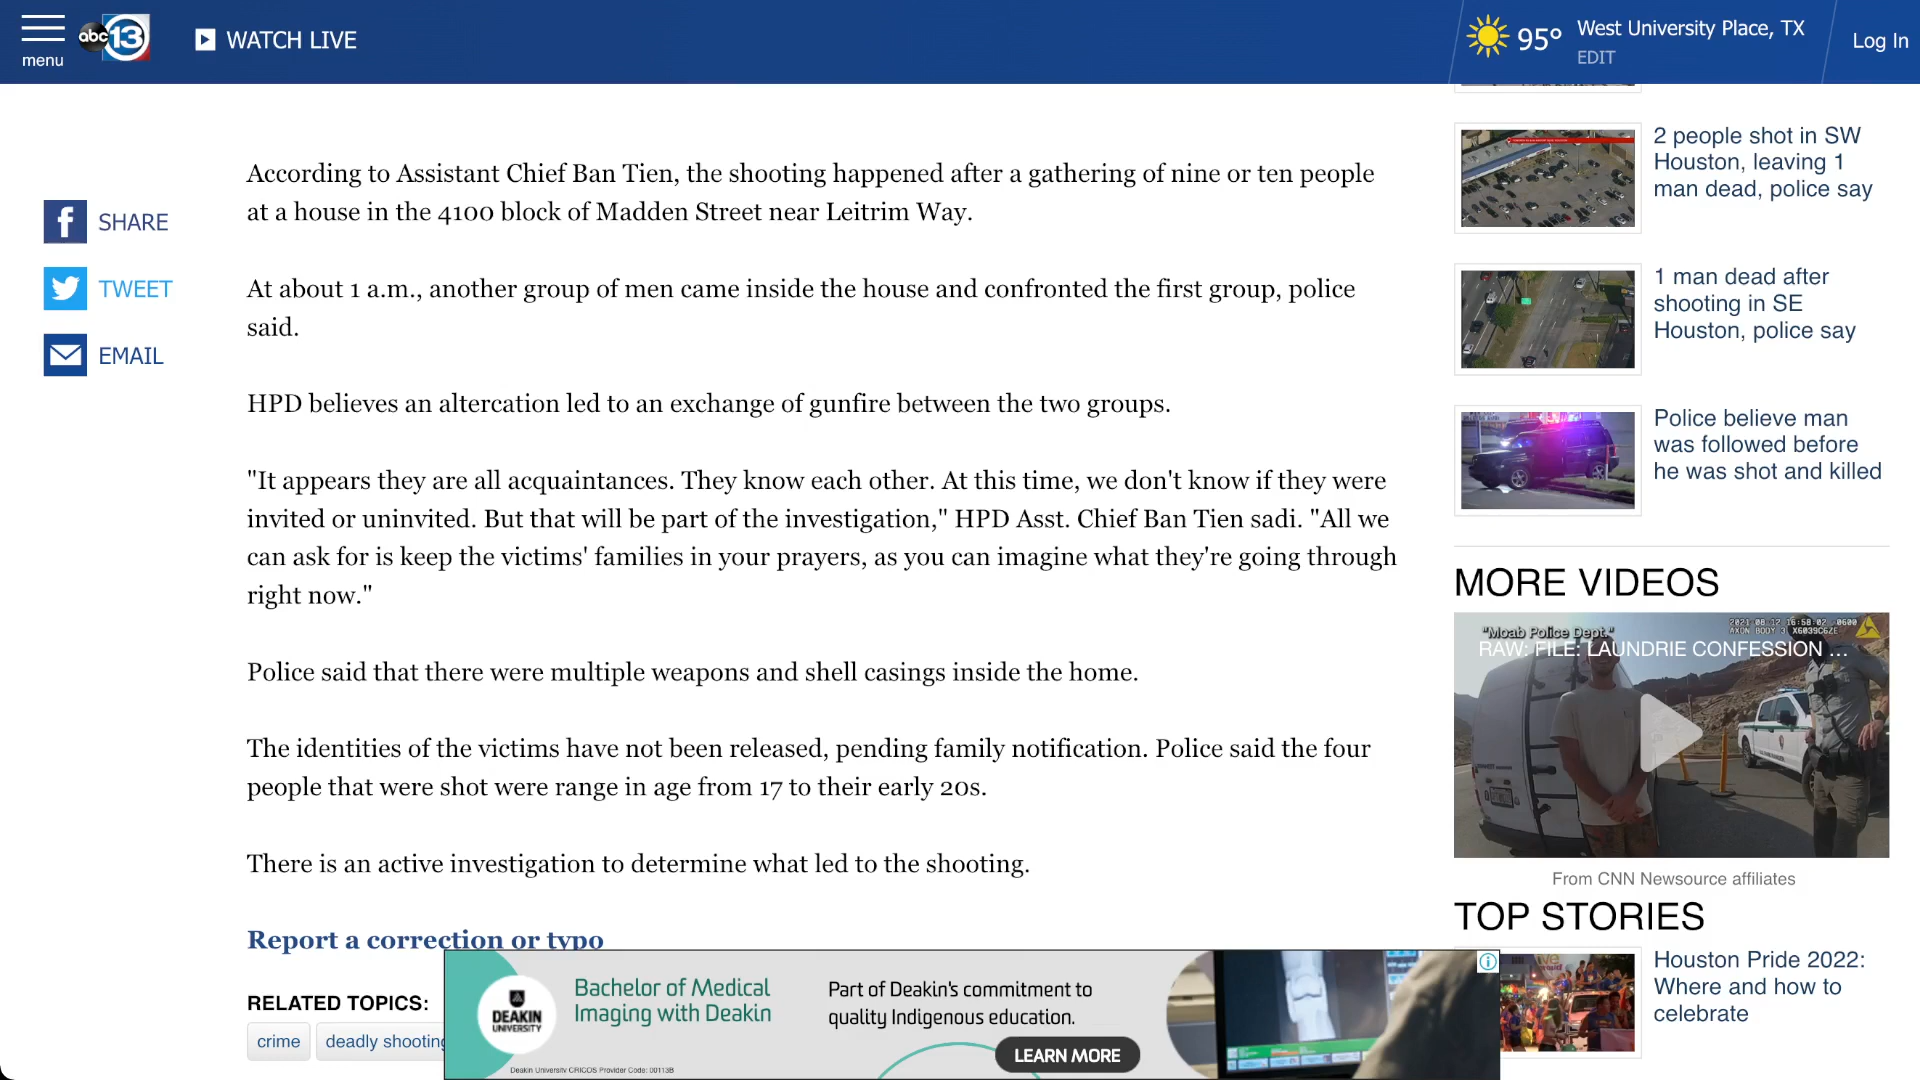 menu
abc 13
WATCH LIVE
95°
West University Place, TX
EDIT
Log In
SHARE
TWEET
EMAIL
According to Assistant Chief Ban Tien, the shooting happened after a gathering of nine or ten people
at a house in the 4100 block of Madden Street near Leitrim Way.
At about 1 a.m., another group of men came inside the house and confronted the first group, police
said.
HPD believes an altercation led to an exchange of gunfire between the two groups.
"It appears they are all acquaintances. They know each other. At this time, we don't know if they were
invited or uninvited. But that will be part of the investigation," HPD Asst. Chief Ban Tien sadi. "All we
can ask for is keep the victims' families in your prayers, as you can imagine what they're going through
right now."
Police said that there were multiple weapons and shell casings inside the home.
The identities of the victims have not been released, pending family notification. Police said the four
people that were shot were range in age from 17 to their early 20s.
There is an active investigation to determine what led to the shooting.
Report a correction or typo
RELATED TOPICS:
crime
deadly shooting
2 people shot in SW
Houston, leaving 1
man dead, police say
1 man dead after
shooting in SE
Houston, police say
Police believe man
was followed before
he was shot and killed
MORE VIDEOS
"Moab Police Dept."
2021-08-12 16:58:02 -0600
AXON BODY 3 X6039C6ZE
RAW: FILE: LAUNDRIE CONFESSION ...
From CNN Newsource affiliates
TOP STORIES
Houston Pride 2022:
Where and how to
celebrate
DEAKIN
UNIVERSITY
Bachelor of Medical
Imaging with Deakin
Part of Deakin's commitment to
quality Indigenous education.
LEARN MORE
Deakin University CRICOS Provider Code: 00113B